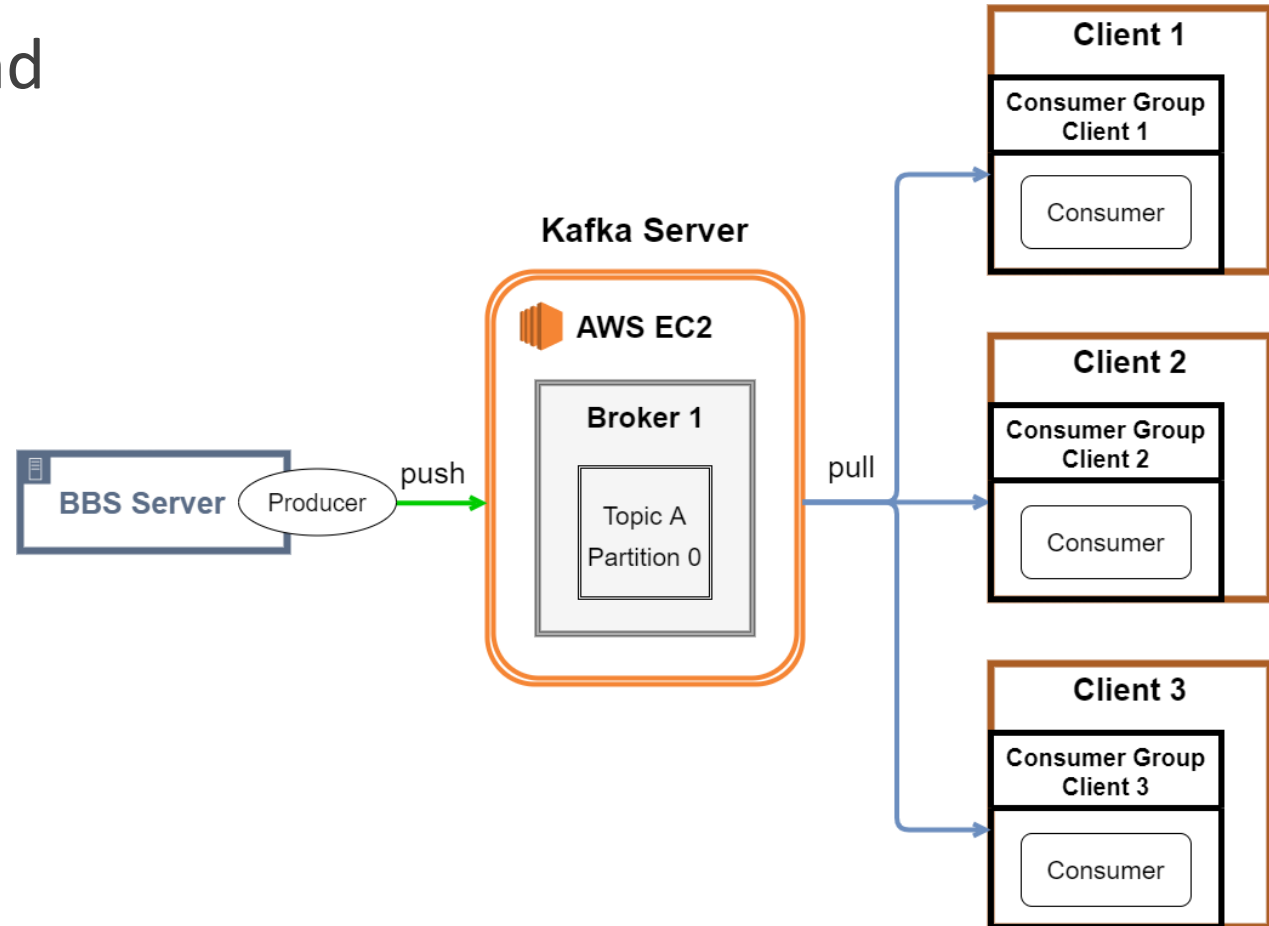 nd
Client 1
Consumer Group
Client 1
Consumer
Kafka Server
AWS EC2
Broker 1
Topic A
Partition 0
BBS Server
Producer
push
pull
Client 2
Consumer Group
Client 2
Consumer
Client 3
Consumer Group
Client 3
Consumer